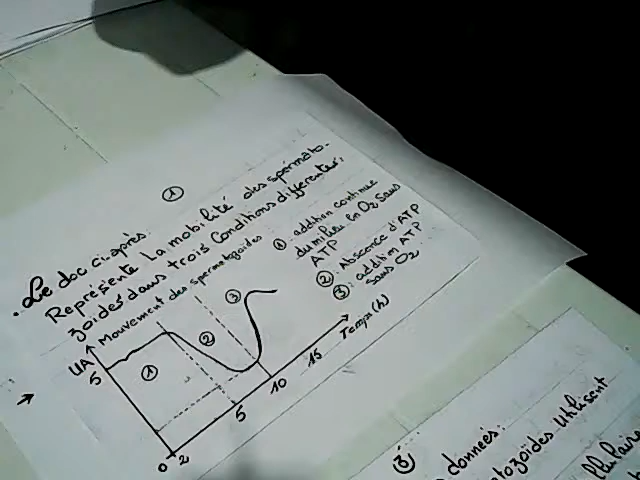 ①
. Le doc ci-après.
Représente la mobilité des spermato.
zoïdes dans trois Conditions différentes,
Mouvement des spermatozoïdes
①: addition continue
du milieu en O2 sans
ATP
②: Absence d'ATP
③: addition ATP
sans O2
UA
5
①
②
③
0 2
5
10
15
Temps (h)
③
données:
tozoïdes utilisent